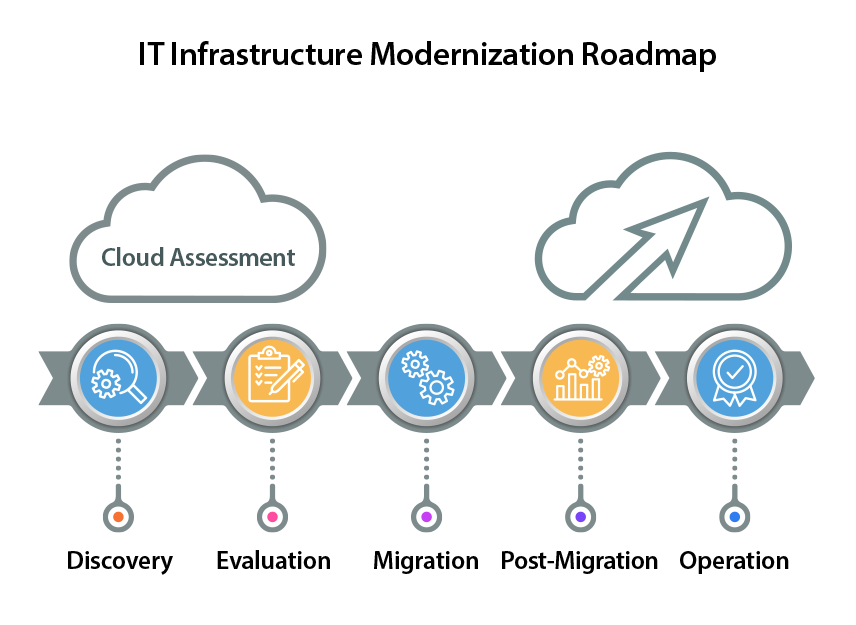 IT Infrastructure Modernization Roadmap
Cloud Assessment
Discovery
Evaluation
Migration
Post-Migration
Operation